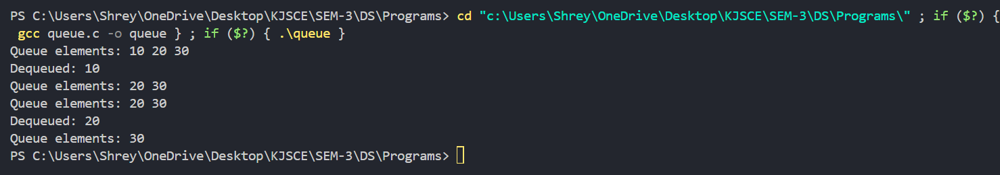 PS C:\Users\Shrey\OneDrive\Desktop\KJSCE\SEM-3\DS\Programs> cd "c:\Users\Shrey\OneDrive\Desktop\KJSCE\SEM-3\DS\Programs\" ; if ($?) {
 gcc queue.c -o queue } ; if ($?) { .\queue }
Queue elements: 10 20 30
Dequeued: 10
Queue elements: 20 30
Queue elements: 20 30
Dequeued: 20
Queue elements: 30
PS C:\Users\Shrey\OneDrive\Desktop\KJSCE\SEM-3\DS\Programs>